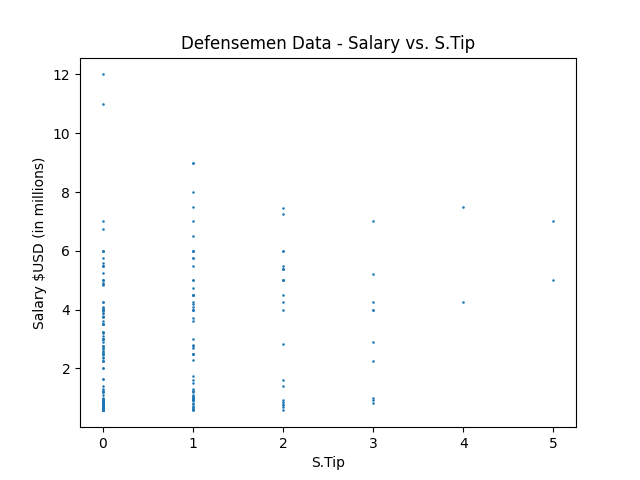 Defensemen Data - Salary vs. S.Tip
Salary $USD (in millions)
12
10
8
6
4
2
0 1 2 3 4 5
S.Tip